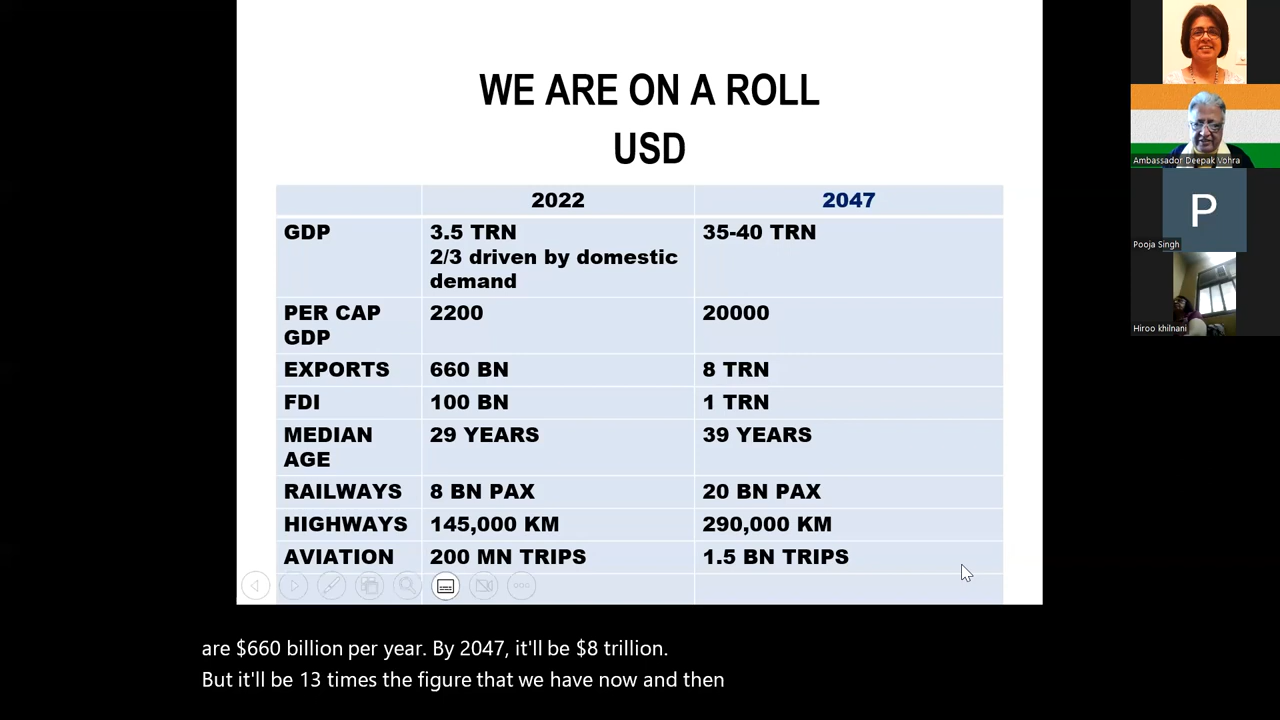 WE ARE ON A ROLL
USD
2022 2047
GDP 3.5 TRN 35-40 TRN
2/3 driven by domestic
demand
PER CAP 2200 20000
GDP
EXPORTS 660 BN 8 TRN
FDI 100 BN 1 TRN
MEDIAN 29 YEARS 39 YEARS
AGE
RAILWAYS 8 BN PAX 20 BN PAX
HIGHWAYS 145,000 KM 290,000 KM
AVIATION 200 MN TRIPS 1.5 BN TRIPS
Ambassador Deepak Vohra
P
Pooja Singh
Hiroo khilnani
are $660 billion per year. By 2047, it'll be $8 trillion.
But it'll be 13 times the figure that we have now and then